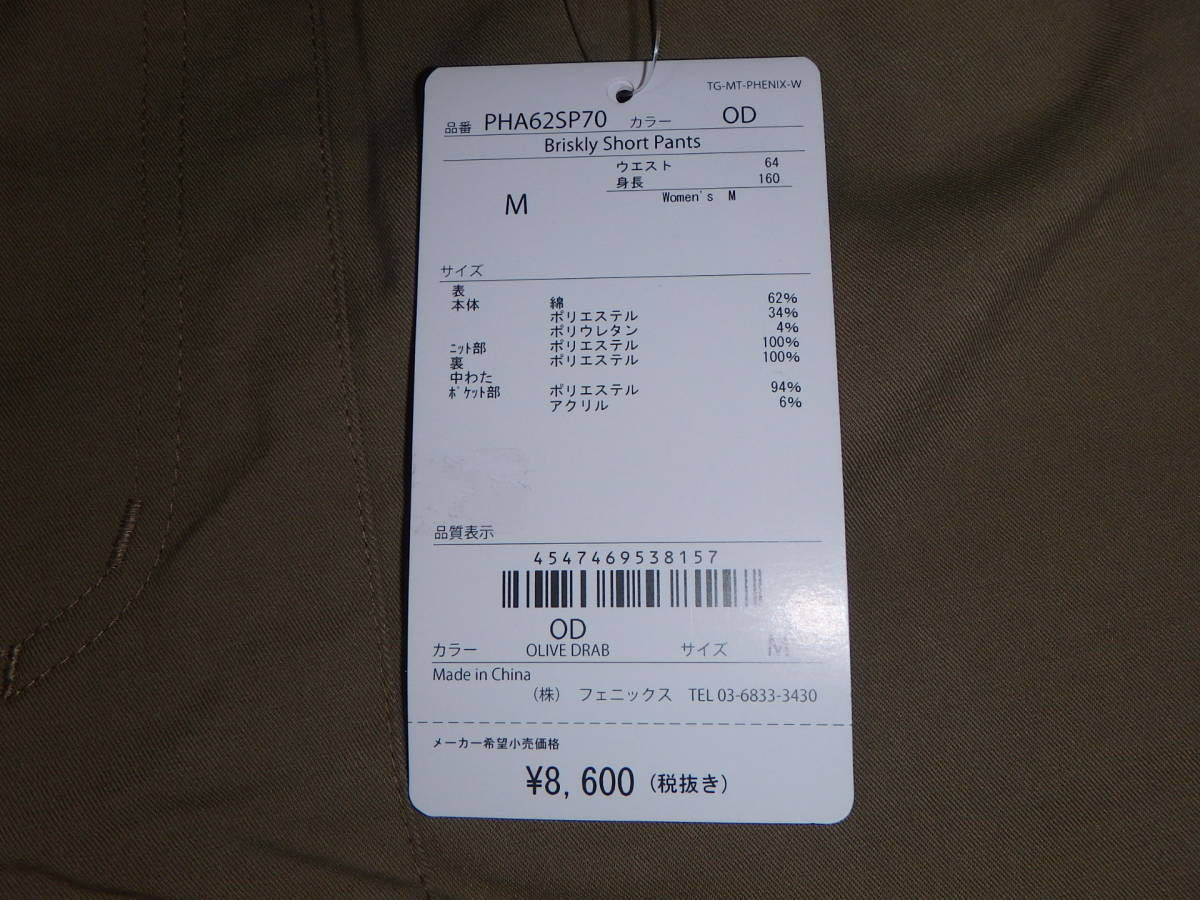 TG-MT-PHENIX-W
品番 PHA62SP70 カラー OD
Briskly Short Pants
ウエスト 64
身長 160
M Women's M
サイズ
表
本体 綿 62%
ポリエステル 34%
ポリウレタン 4%
ニット部 ポリエステル 100%
裏 ポリエステル 100%
中わた
ポケット部 ポリエステル 94%
アクリル 6%
品質表示
4547469538157
OD
カラー OLIVE DRAB サイズ M
Made in China
(株) フェニックス TEL 03-6833-3430
メーカー希望小売価格
¥8,600 (税抜き)